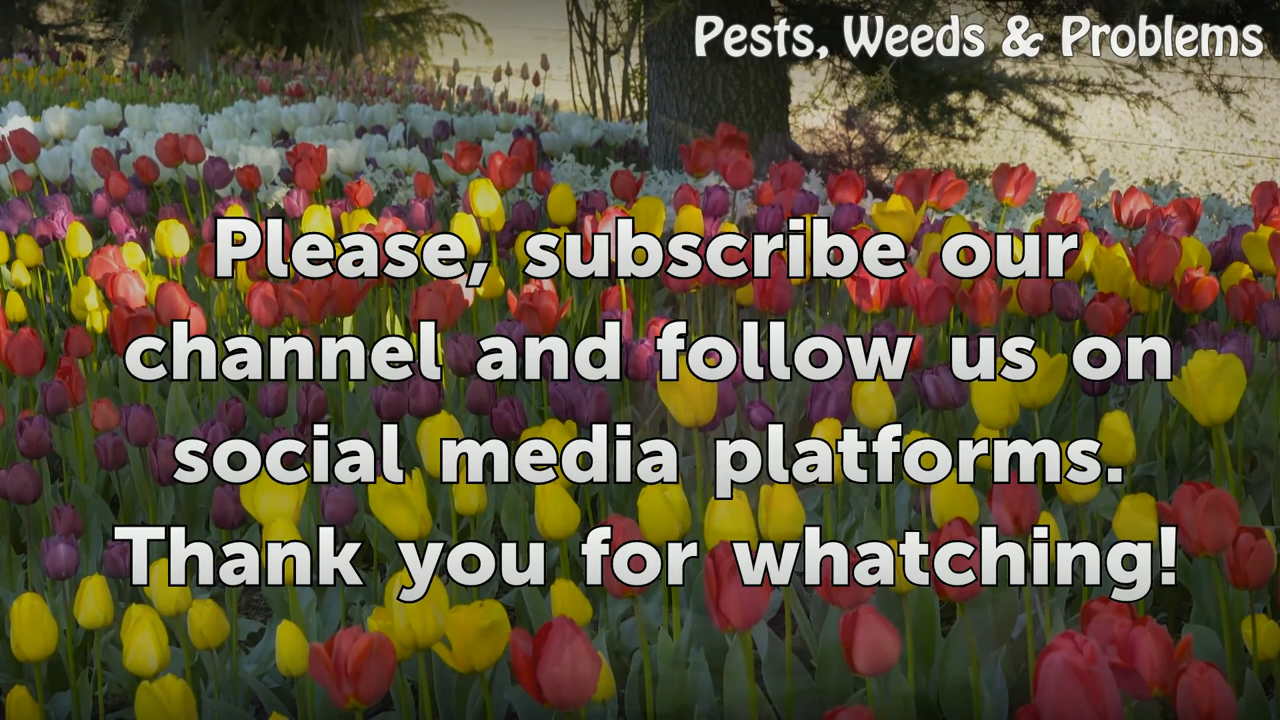 Pests, Weeds & Problems
Please, subscribe our
channel and follow us on
social media platforms.
Thank you for whatching!